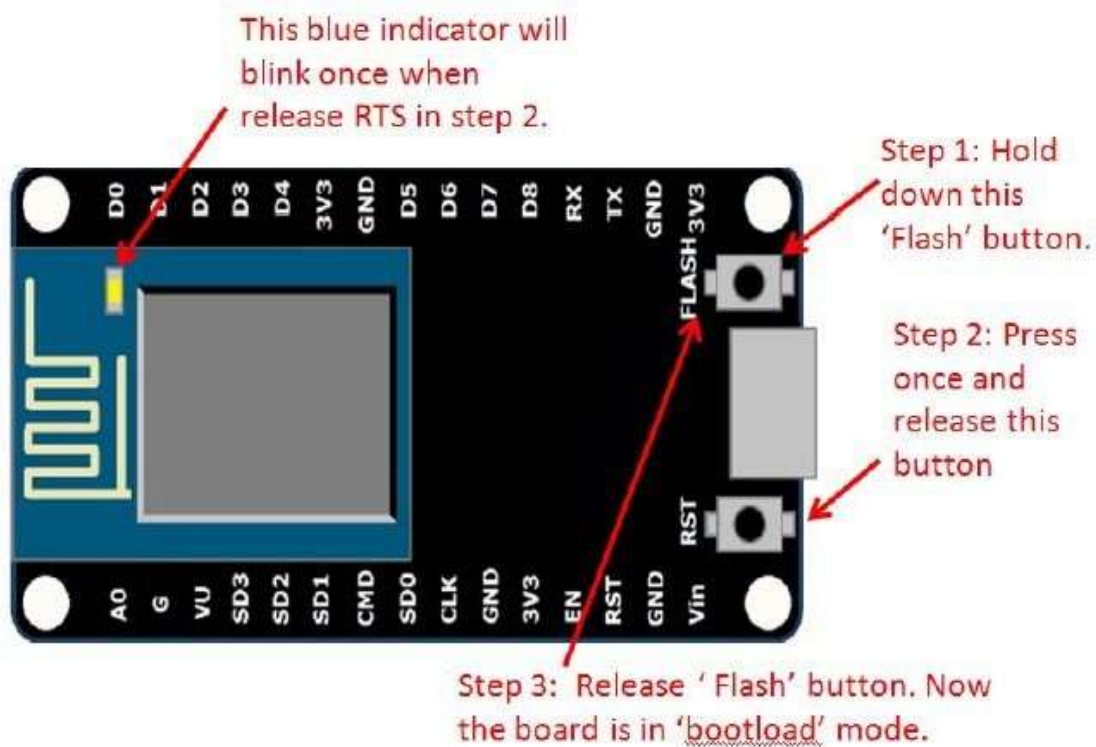 This blue indicator will
blink once when
release RTS in step 2.
Step 1: Hold
down this
‘Flash’ button.
D0 D1 D2 D3 D4 3V3 GND D5 D6 D7 D8 RX TX GND 3V3
FLASH
Step 2: Press
once and
release this
button
RST
A0 G VU SD3 SD2 SD1 CMD SD0 CLK GND 3V3 EN RST GND Vin
Step 3: Release ‘ Flash’ button. Now
the board is in ‘bootload’ mode.